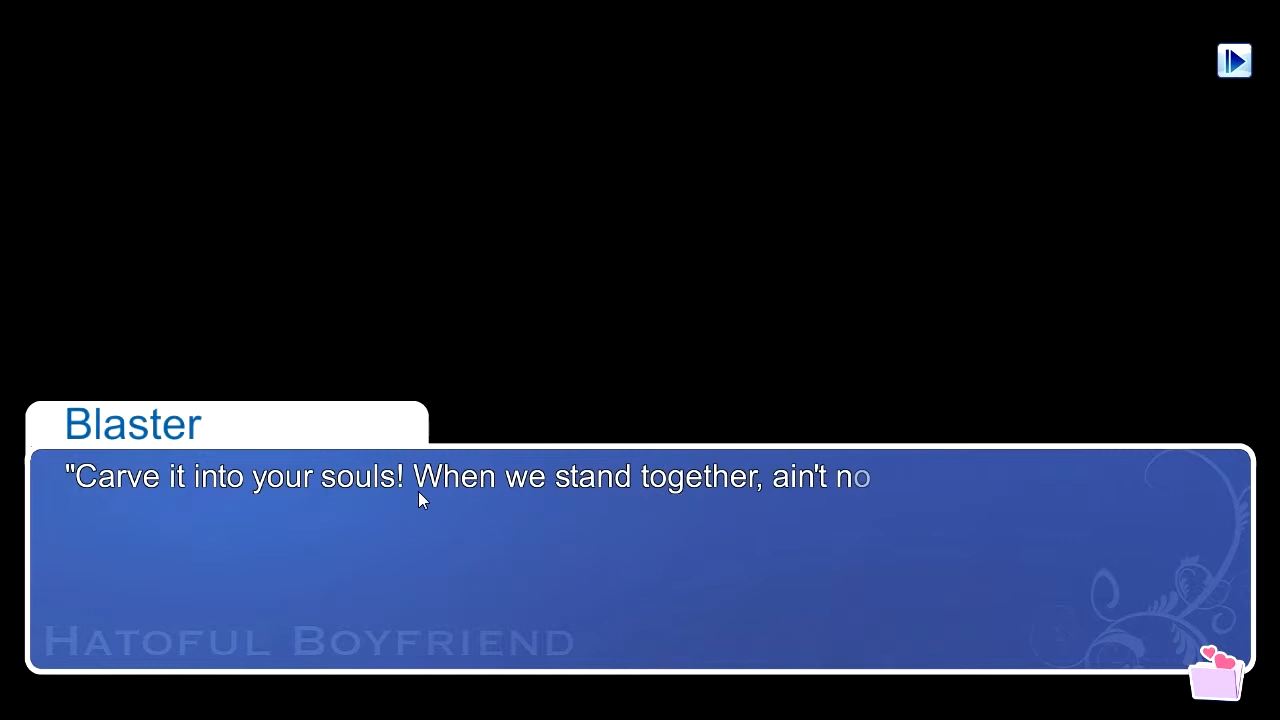 Blaster
"Carve it into your souls! When we stand together, ain't no
HATOFUL BOYFRIEND